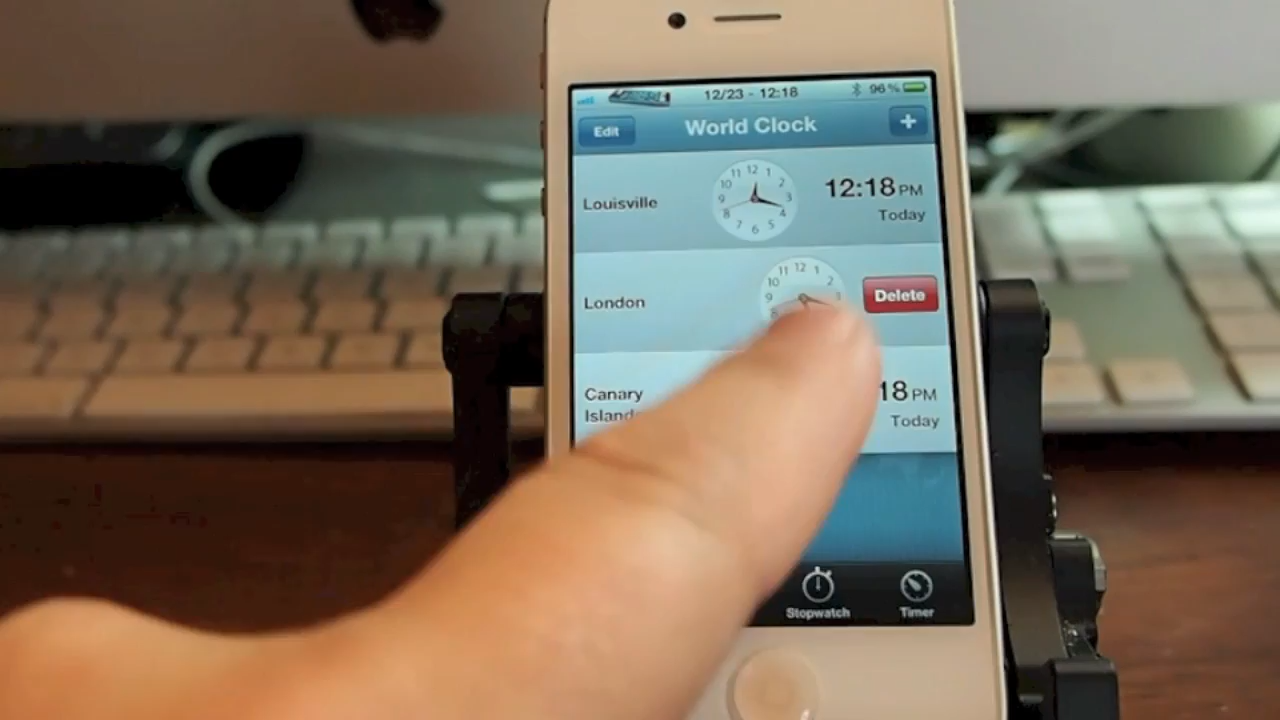 12/23 - 12:18 96%
Edit World Clock +
Louisville 12:18 PM
Today
London Delete
Canary 18 PM
Island Today
Stopwatch Timer